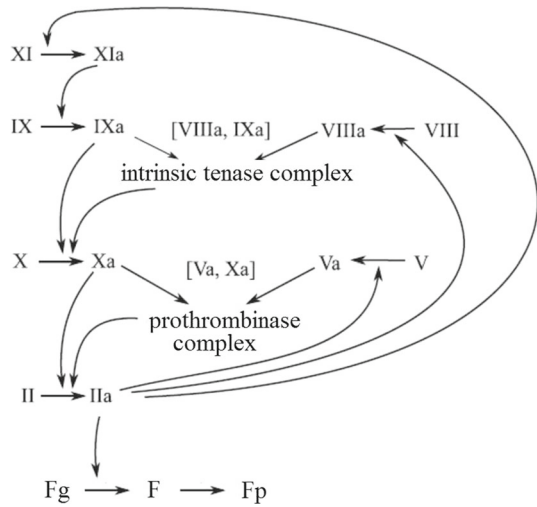 XI XIa
IX IXa [VIIIa, IXa] VIIIa VIII
intrinsic tenase complex
X Xa [Va, Xa] Va V
prothrombinase
complex
II IIa
Fg F Fp